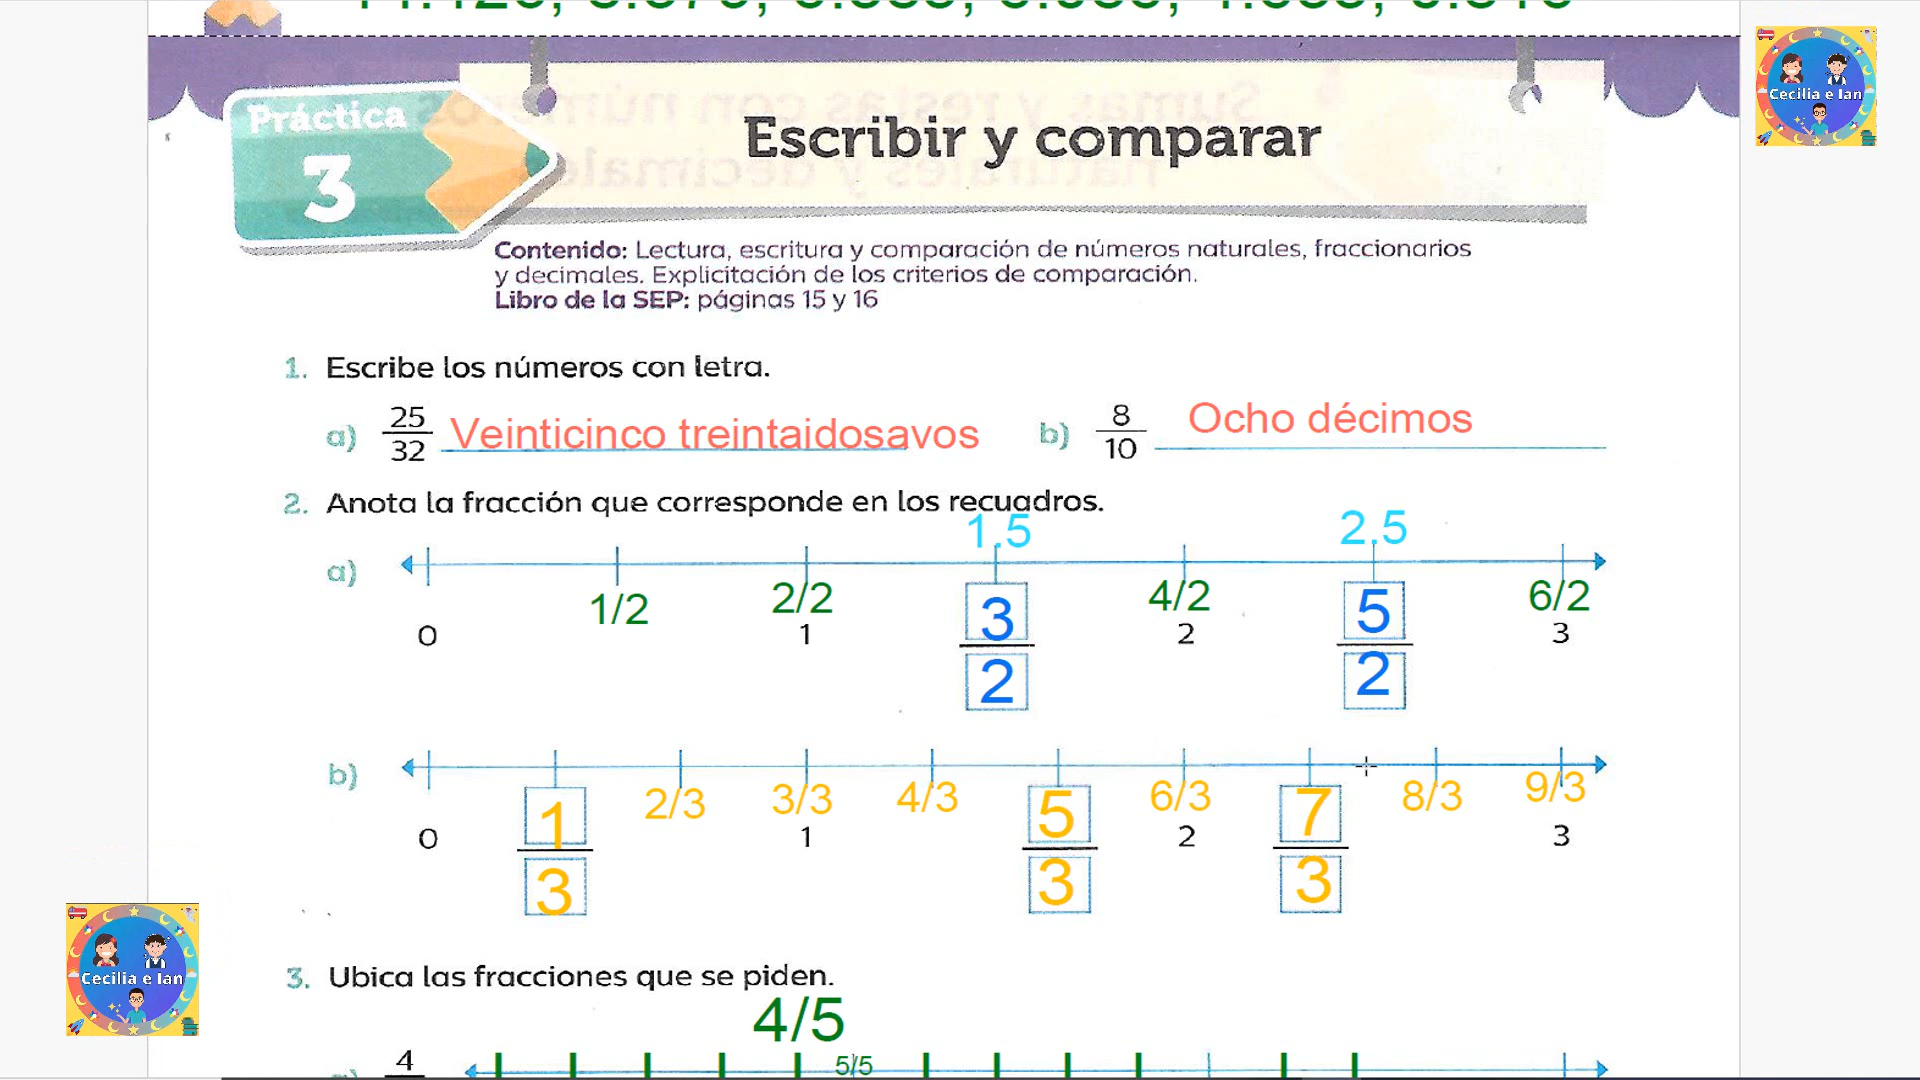 Práctica
3
Escribir y comparar
Contenido: Lectura, escritura y comparación de números naturales, fraccionarios
y decimales. Explicitación de los criterios de comparación.
Libro de la SEP: páginas 15 y 16
Cecilia e Ian
1. Escribe los números con letra.
a) 25/32 Veinticinco treintaidosavos b) 8/10 Ocho décimos
2. Anota la fracción que corresponde en los recuadros.
1.5 2.5
a)
1/2 2/2 3/2 4/2 5/2 6/2
0 1 2 3
b)
1/3 2/3 3/3 4/3 5/3 6/3 7/3 8/3 9/3
0 1 2 3
Cecilia e Ian
3. Ubica las fracciones que se piden.
4/5
4 5/5